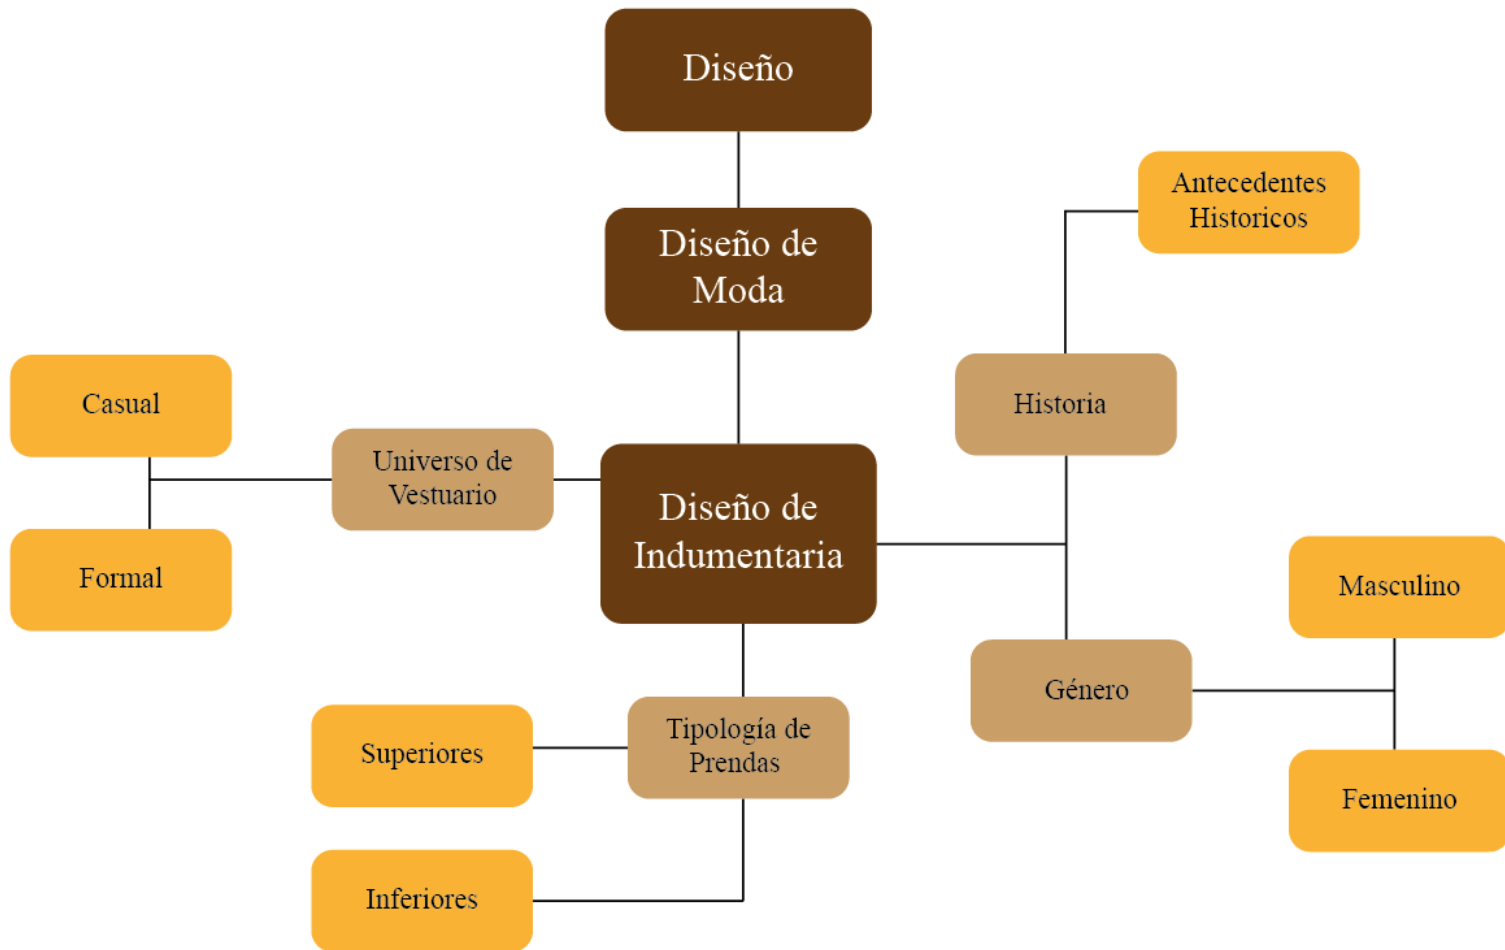 Diseño
Diseño de
Moda
Antecedentes
Historicos
Casual
Historia
Universo de
Vestuario
Diseño de
Indumentaria
Formal
Masculino
Género
Superiores
Tipología de
Prendas
Femenino
Inferiores